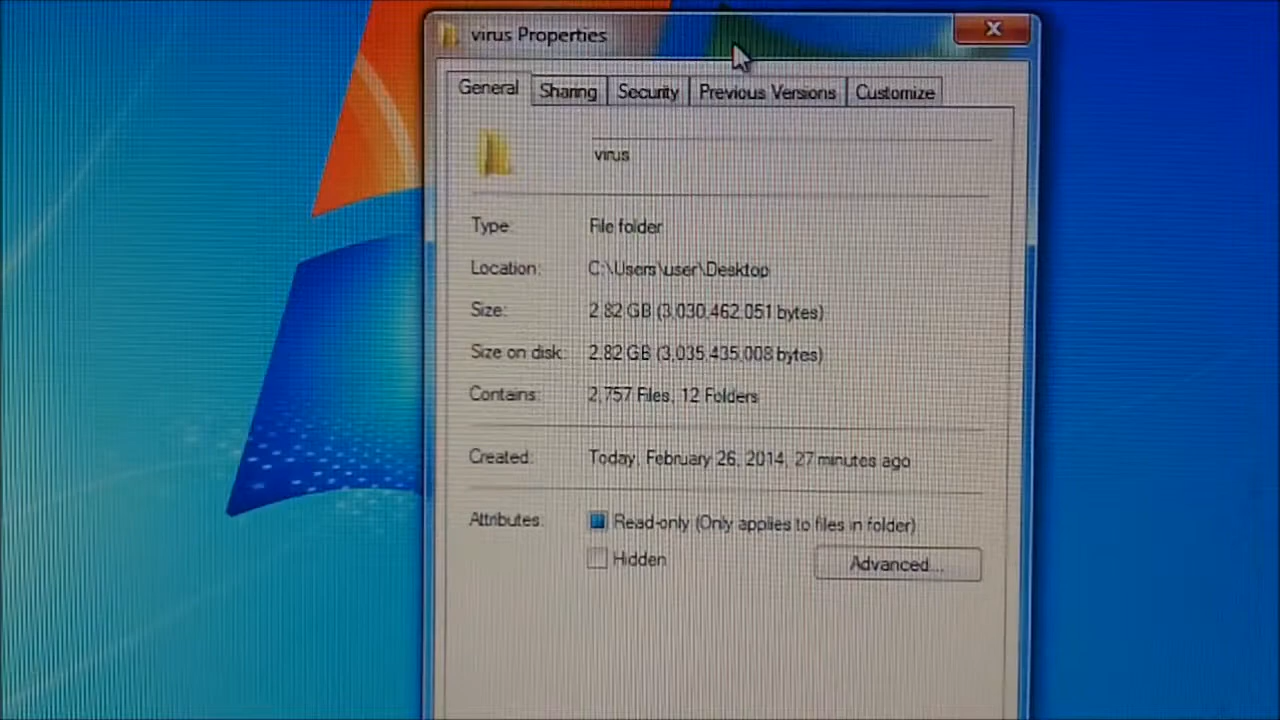 virus Properties
General Sharing Security Previous Versions Customize
virus
Type: File folder
Location: C:\Users\user\Desktop
Size: 2.82 GB (3,030,462,051 bytes)
Size on disk: 2.82 GB (3,035,435,008 bytes)
Contains: 2,757 Files, 12 Folders
Created: Today, February 26, 2014, 27 minutes ago
Attributes: Read-only (Only applies to files in folder)
Hidden Advanced...